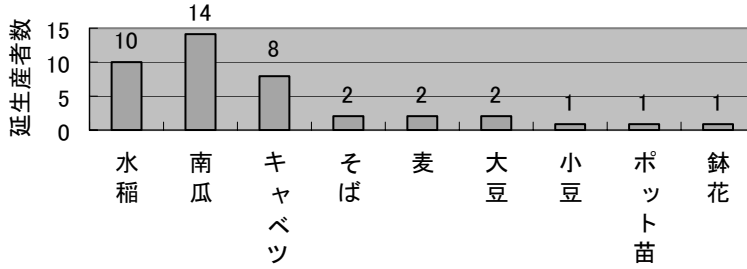 延生産者数
15
10
5
0
10
14
8
2
2
2
1
1
1
水稲
南瓜
キャベツ
そば
麦
大豆
小豆
ポット苗
鉢花